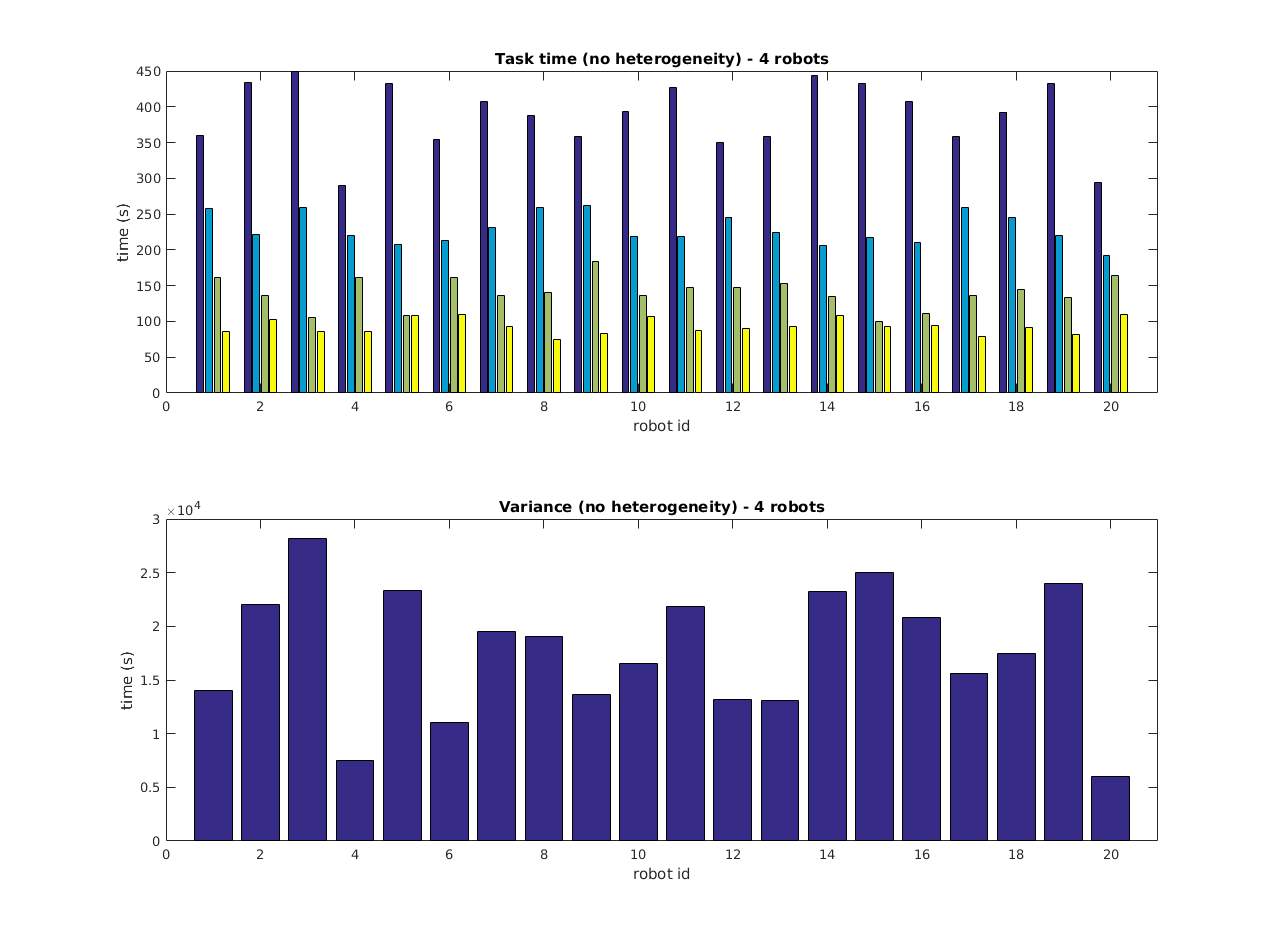 Task time (no heterogeneity) - 4 robots
450
400
350
300
250
200
150
100
50
0
time (s)
0 2 4 6 8 10 12 14 16 18 20
robot id
Variance (no heterogeneity) - 4 robots
×10^4
3
2.5
2
1.5
1
0.5
0
time (s)
0 2 4 6 8 10 12 14 16 18 20
robot id